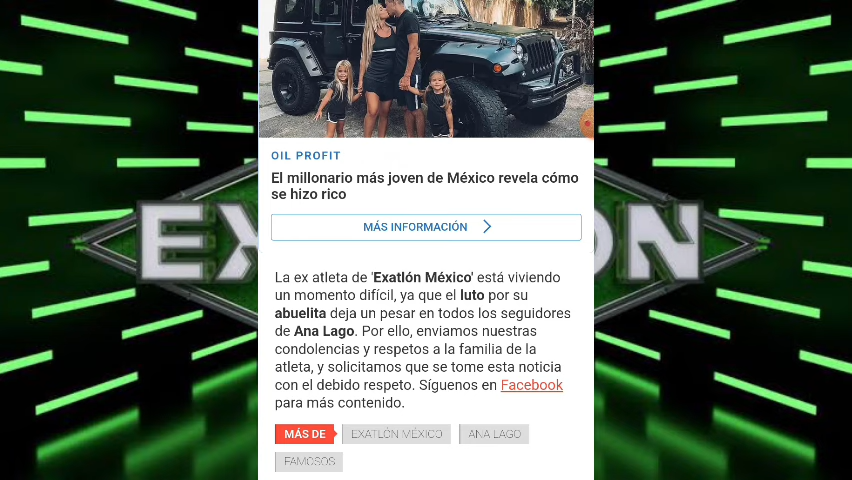 OIL PROFIT
El millonario más joven de México revela cómo
se hizo rico
MÁS INFORMACIÓN
EX
ON
La ex atleta de 'Exatlón México' está viviendo
un momento difícil, ya que el luto por su
abuelita deja un pesar en todos los seguidores
de Ana Lago. Por ello, enviamos nuestras
condolencias y respetos a la familia de la
atleta, y solicitamos que se tome esta noticia
con el debido respeto. Síguenos en Facebook
para más contenido.
MÁS DE
EXATLÓN MÉXICO
ANA LAGO
FAMOSOS